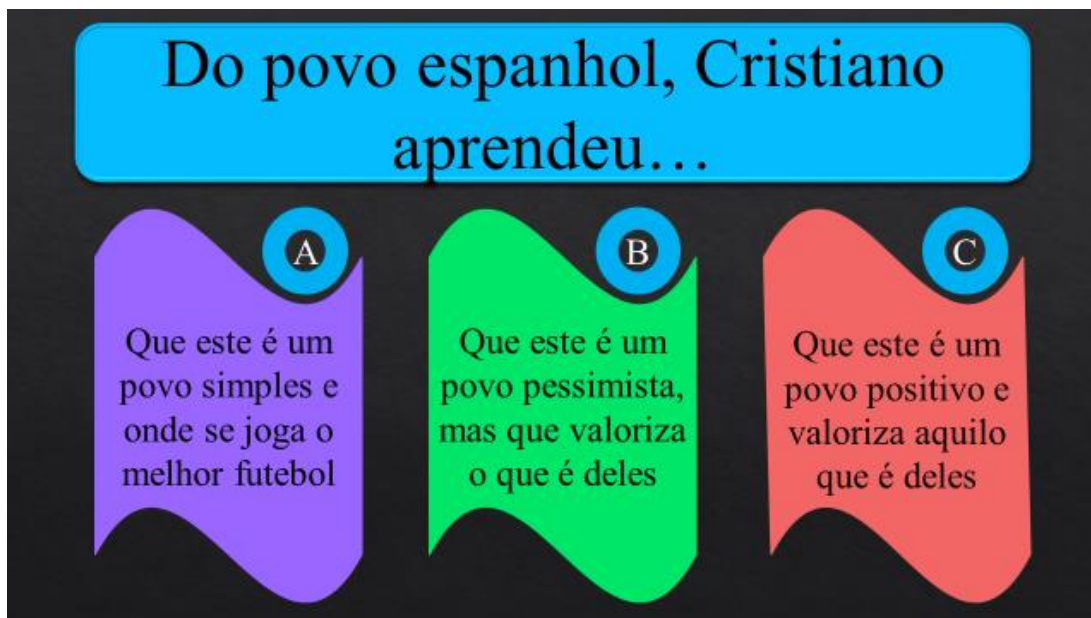 Do povo espanhol, Cristiano
aprendeu…
A
Que este é um
povo simples e
onde se joga o
melhor futebol
B
Que este é um
povo pessimista,
mas que valoriza
o que é deles
C
Que este é um
povo positivo e
valoriza aquilo
que é deles